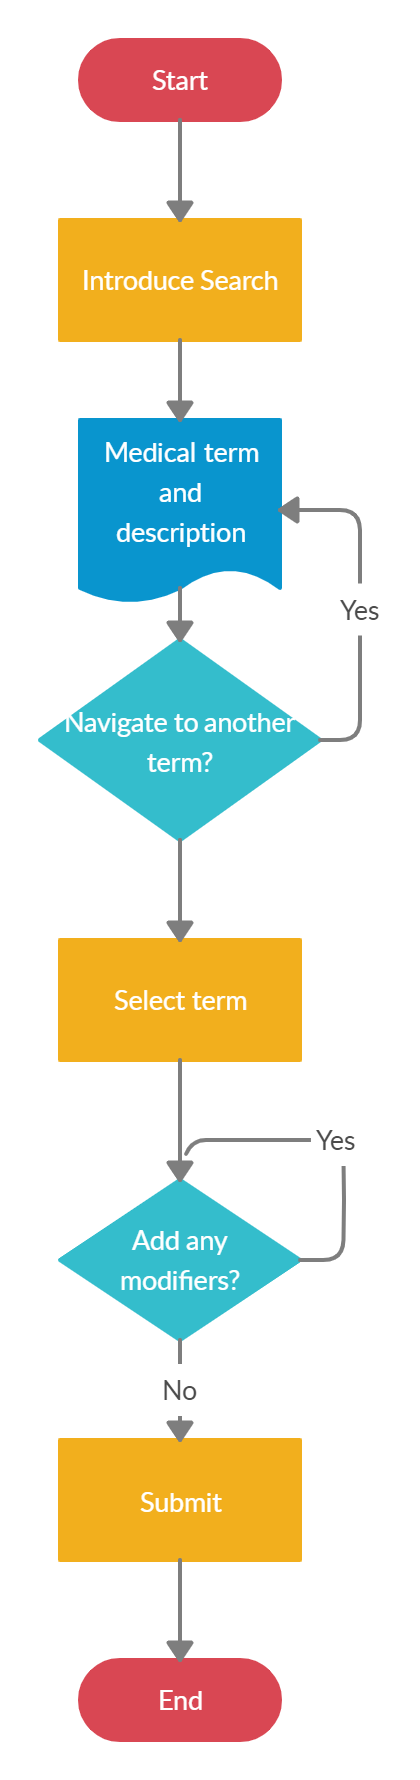 Start
Introduce Search
Medical term
and
description
Yes
Navigate to another
term?
Select term
Yes
Add any
modifiers?
No
Submit
End